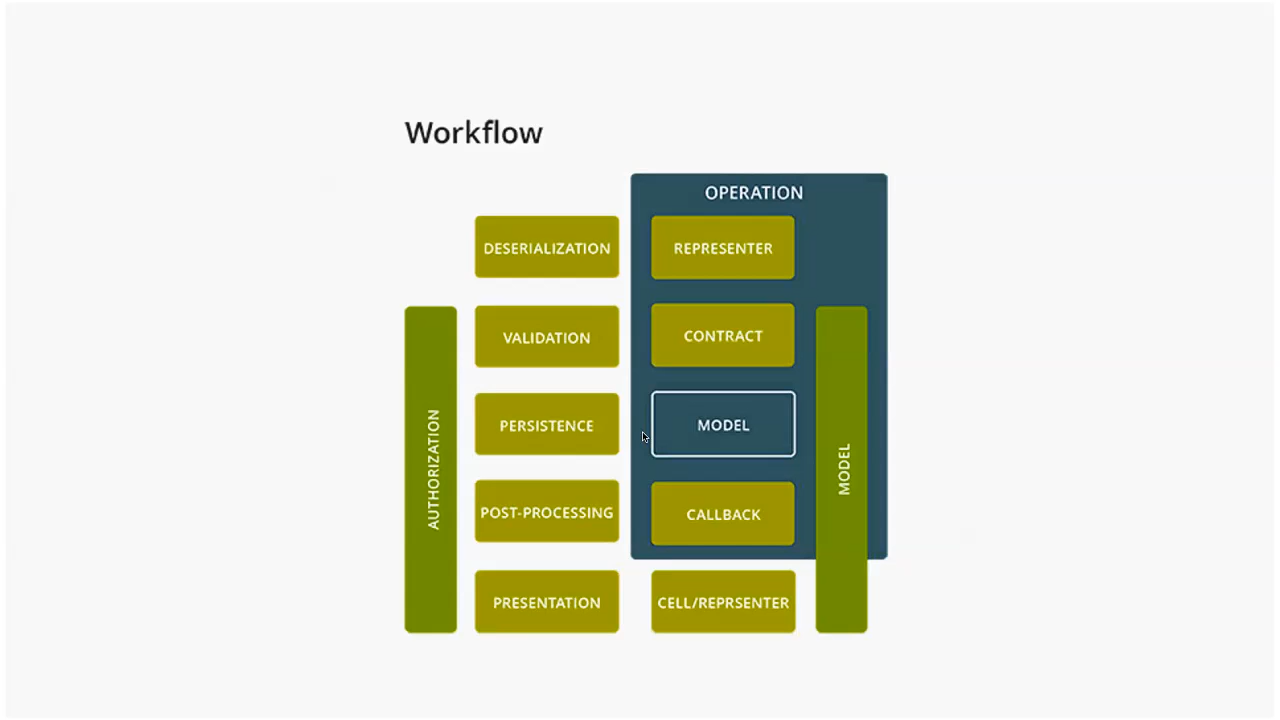 Workflow
OPERATION
DESERIALIZATION
REPRESENTER
VALIDATION
CONTRACT
PERSISTENCE
MODEL
AUTHORIZATION
MODEL
POST-PROCESSING
CALLBACK
PRESENTATION
CELL/REPRSENTER